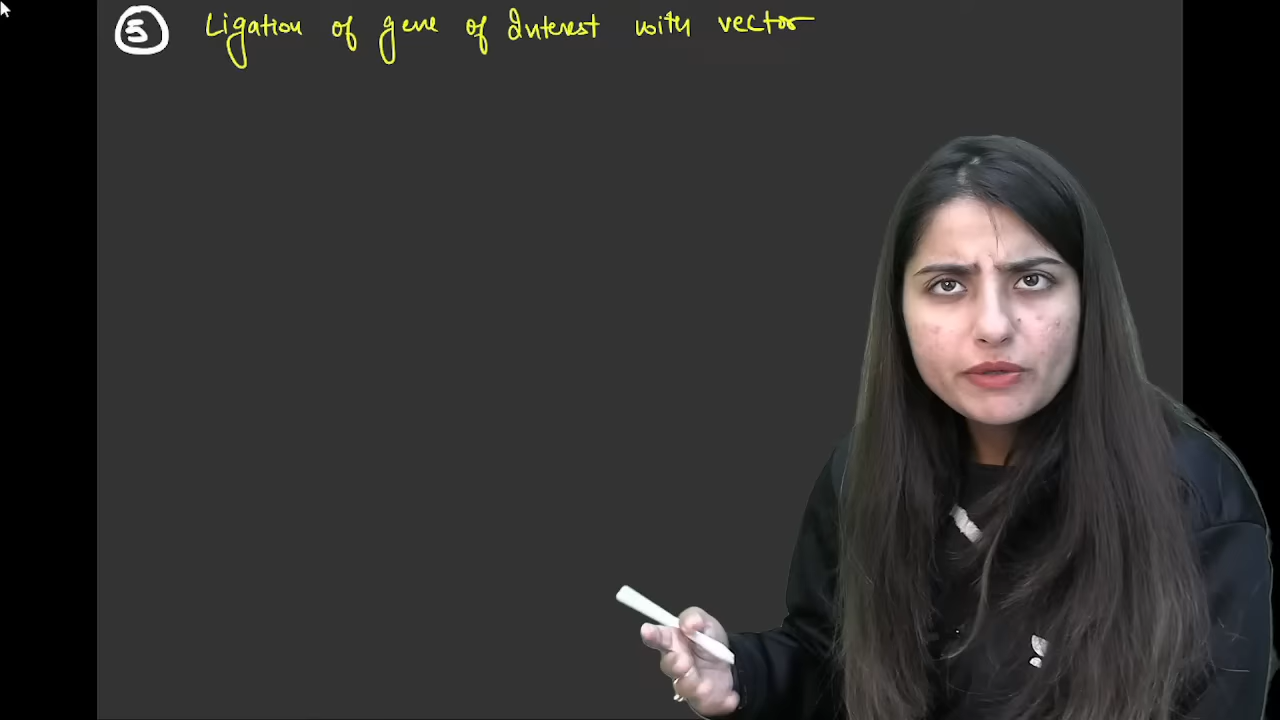 5 Ligation of gene of Interest with vector